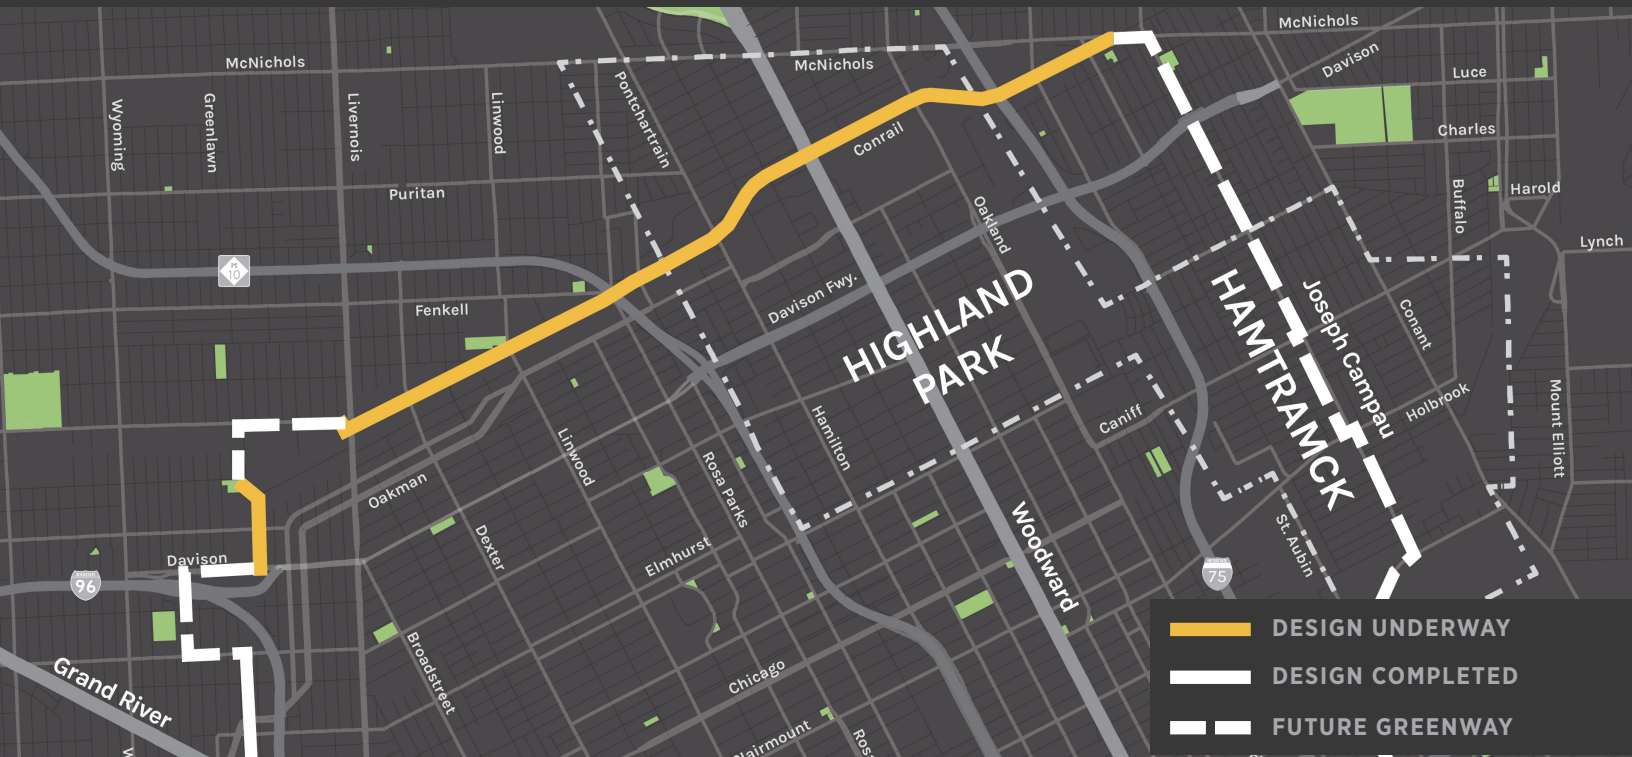 McNichols
McNichols
McNichols
Davison
Luce
Charles
Wyoming
Greenlawn
Livernois
Linwood
Pontchartrain
Conrail
Puritan
Buffalo
Harold
Lynch
Oakland
M
10
Fenkell
Davison Fwy.
HIGHLAND
PARK
HAMTRAMCK
Joseph Campau
Conant
Holbrook
Mount Elliott
Caniff
Hamilton
Linwood
Rosa Parks
Oakman
Dexter
Elmhurst
Woodward
St. Aubin
75
Davison
96
Broadstreet
Grand River
Chicago
Clairmount
Ros
W
DESIGN UNDERWAY
DESIGN COMPLETED
FUTURE GREENWAY